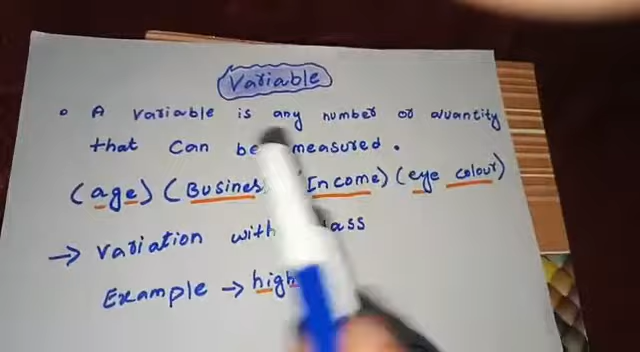 Variable
A variable is any number or quantity
that can be measured.
(age) (Busines Income) (eye colour)
→ Variation with
Example → high